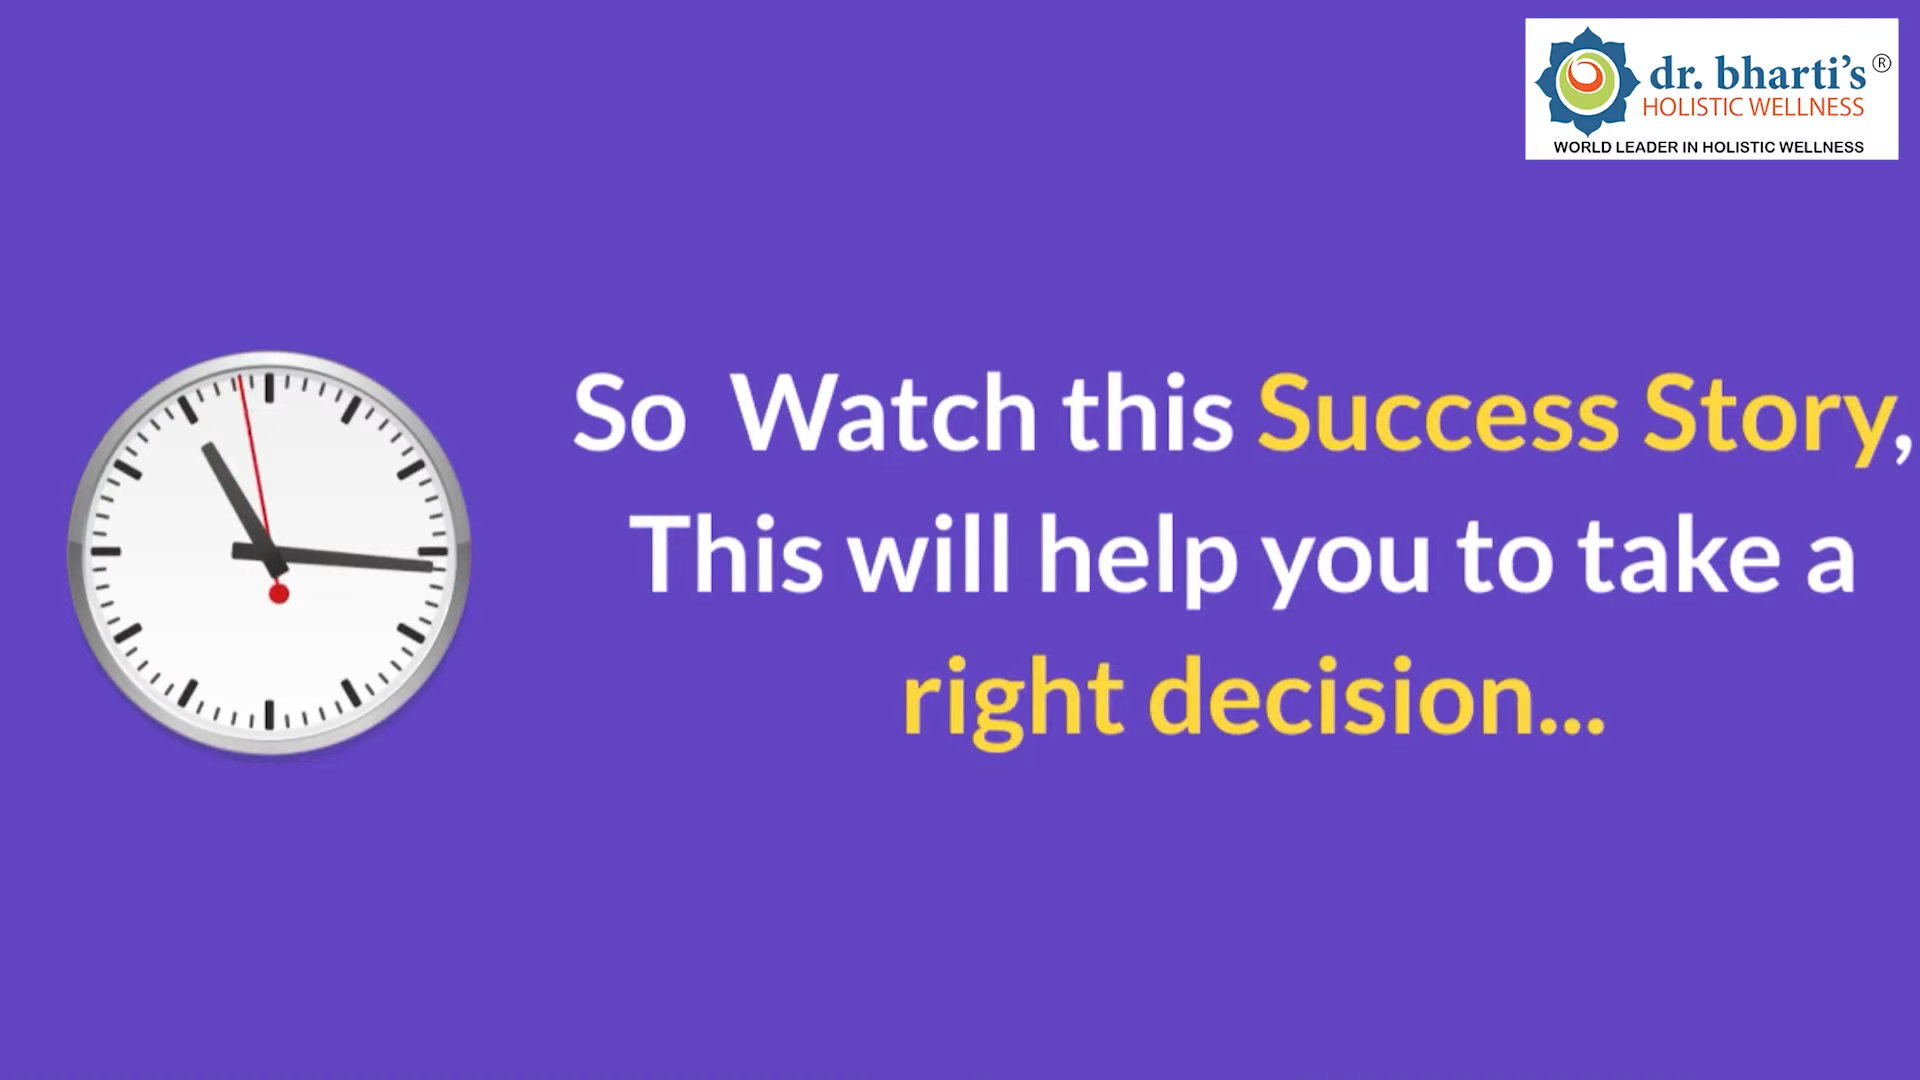 dr. bharti's ®
HOLISTIC WELLNESS
WORLD LEADER IN HOLISTIC WELLNESS
So Watch this Success Story,
This will help you to take a
right decision...